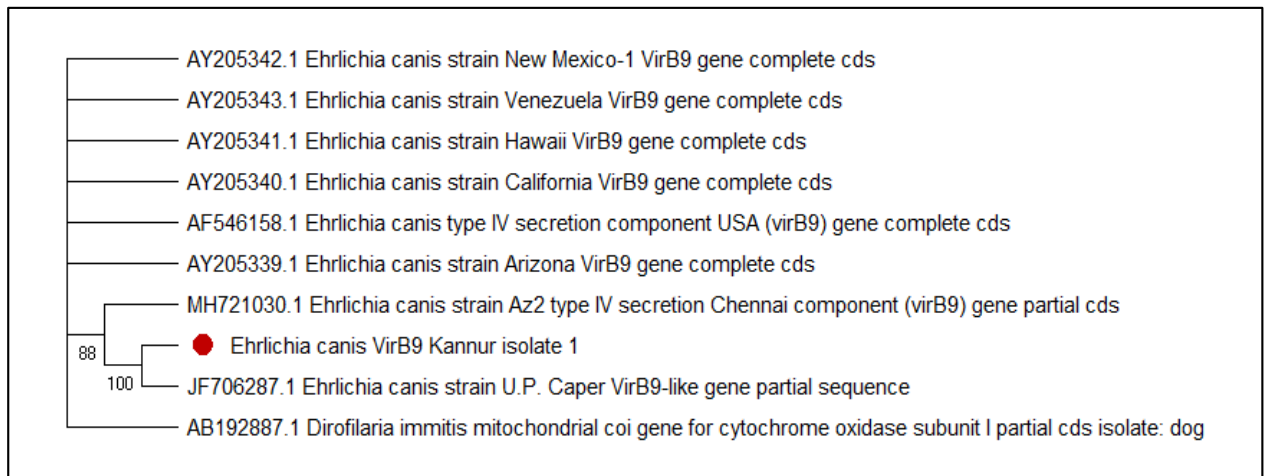 AY205342.1 Ehrlichia canis strain New Mexico-1 VirB9 gene complete cds
AY205343.1 Ehrlichia canis strain Venezuela VirB9 gene complete cds
AY205341.1 Ehrlichia canis strain Hawaii VirB9 gene complete cds
AY205340.1 Ehrlichia canis strain California VirB9 gene complete cds
AF546158.1 Ehrlichia canis type IV secretion component USA (virB9) gene complete cds
AY205339.1 Ehrlichia canis strain Arizona VirB9 gene complete cds
MH721030.1 Ehrlichia canis strain Az2 type IV secretion Chennai component (virB9) gene partial cds
88
Ehrlichia canis VirB9 Kannur isolate 1
100
JF706287.1 Ehrlichia canis strain U.P. Caper VirB9-like gene partial sequence
AB192887.1 Dirofilaria immitis mitochondrial coi gene for cytochrome oxidase subunit I partial cds isolate: dog